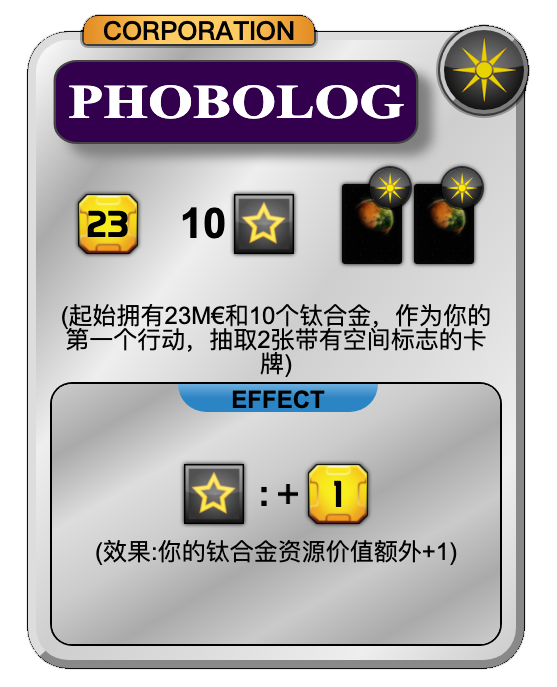 CORPORATION
PHOBOLOG
23 10
(起始拥有23M€和10个钛合金，作为你的
第一个行动，抽取2张带有空间标志的卡
牌)
EFFECT
:+ 1
(效果:你的钛合金资源价值额外+1)